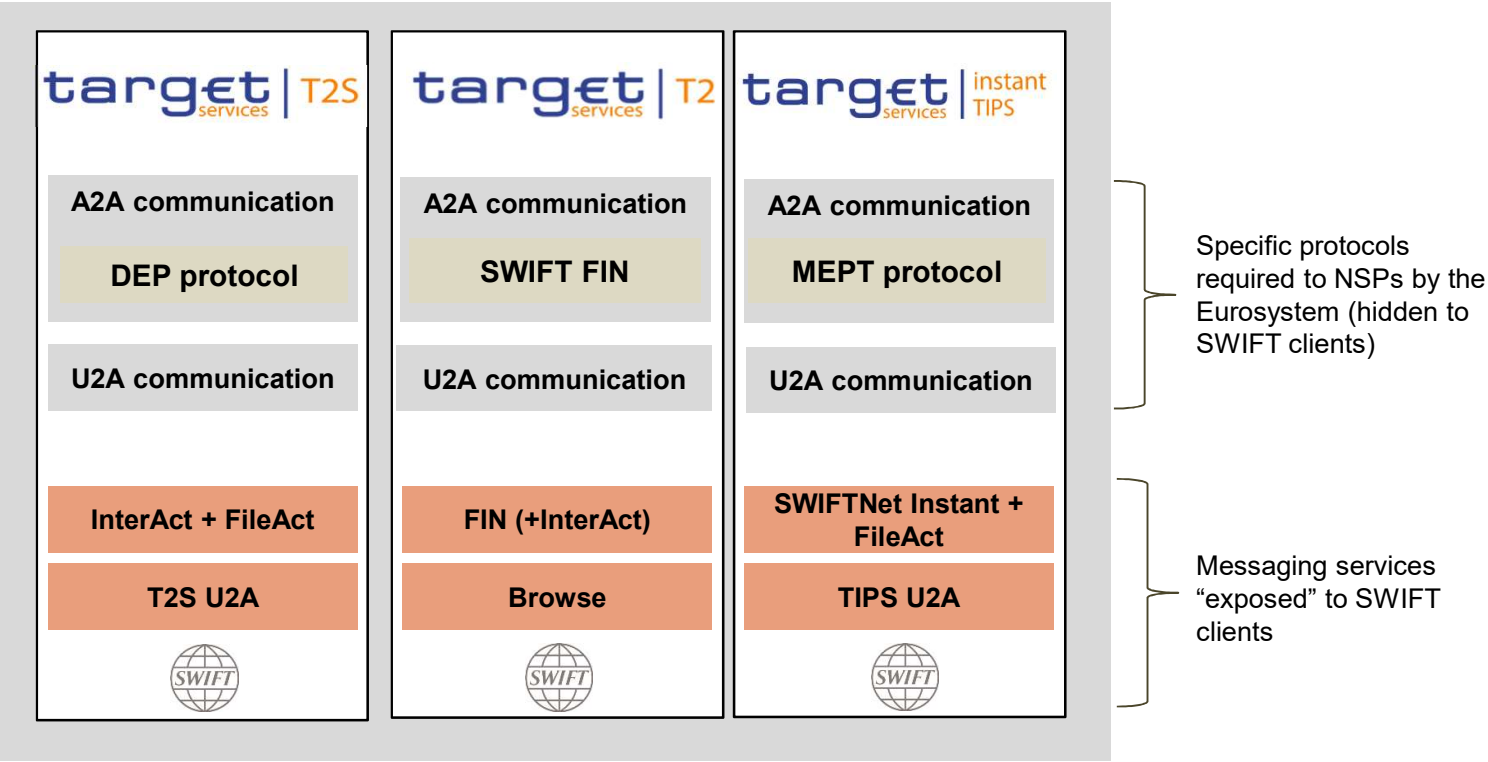 target services | T2S
A2A communication
DEP protocol
U2A communication
InterAct + FileAct
T2S U2A
SWIFT
target services | T2
A2A communication
SWIFT FIN
U2A communication
FIN (+InterAct)
Browse
SWIFT
target services | instant
TIPS
A2A communication
MEPT protocol
U2A communication
SWIFTNet Instant +
FileAct
TIPS U2A
SWIFT
Specific protocols
required to NSPs by the
Eurosystem (hidden to
SWIFT clients)
Messaging services
“exposed” to SWIFT
clients